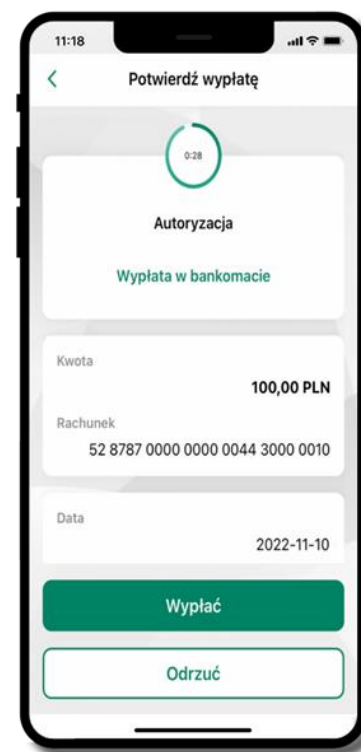 11:18
Potwierdź wypłatę
0:28
Autoryzacja
Wypłata w bankomacie
Kwota
100,00 PLN
Rachunek
52 8787 0000 0000 0044 3000 0010
Data
2022-11-10
Wypłać
Odrzuć